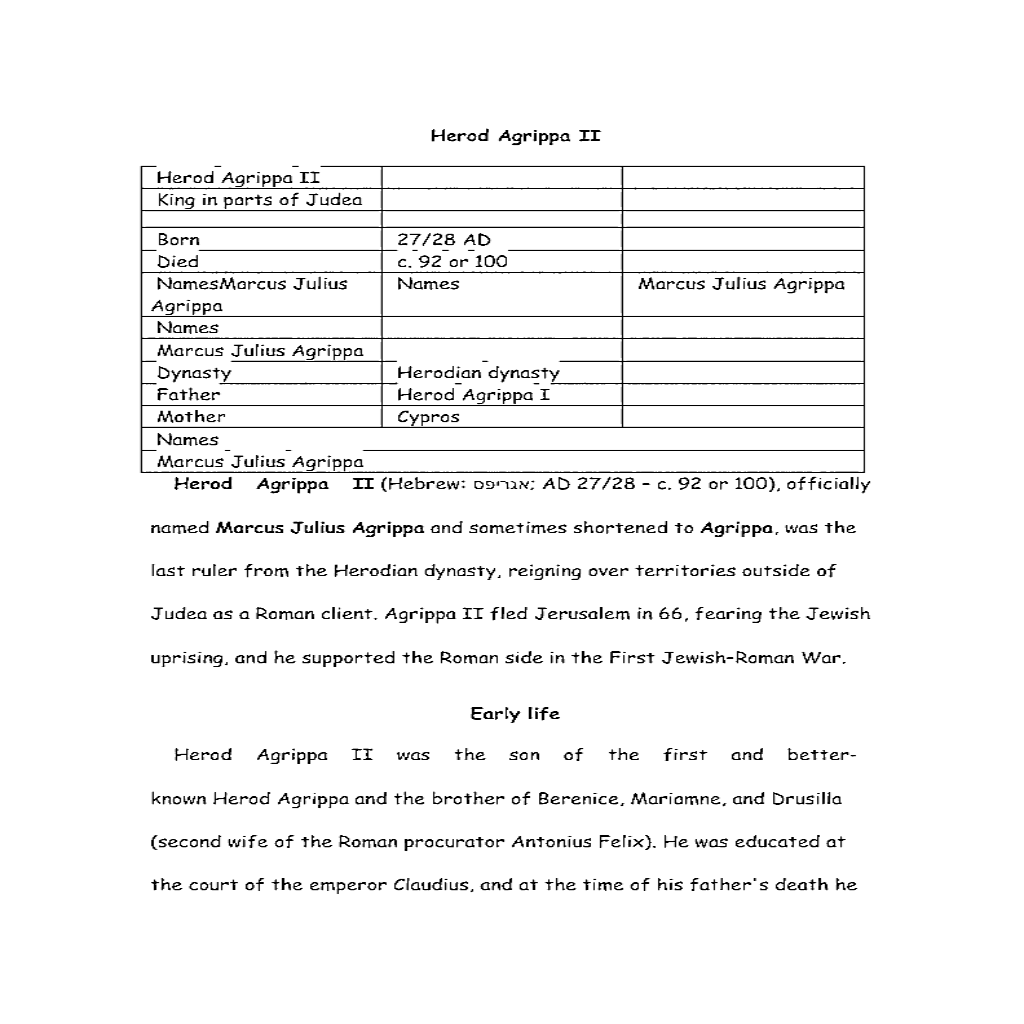 Herod Agrippa II
Herod Agrippa II
King in parts of Judea
Born 27/28 AD
Died c. 92 or 100
NamesMarcus Julius Names Marcus Julius Agrippa
Agrippa
Names
Marcus Julius Agrippa
Dynasty Herodian dynasty
Father Herod Agrippa I
Mother Cypros
Names
Marcus Julius Agrippa
Herod Agrippa II (Hebrew: אגריפס; AD 27/28 – c. 92 or 100), officially
named Marcus Julius Agrippa and sometimes shortened to Agrippa, was the
last ruler from the Herodian dynasty, reigning over territories outside of
Judea as a Roman client. Agrippa II fled Jerusalem in 66, fearing the Jewish
uprising, and he supported the Roman side in the First Jewish–Roman War.
Early life
Herod Agrippa II was the son of the first and better-
known Herod Agrippa and the brother of Berenice, Mariamne, and Drusilla
(second wife of the Roman procurator Antonius Felix). He was educated at
the court of the emperor Claudius, and at the time of his father's death he